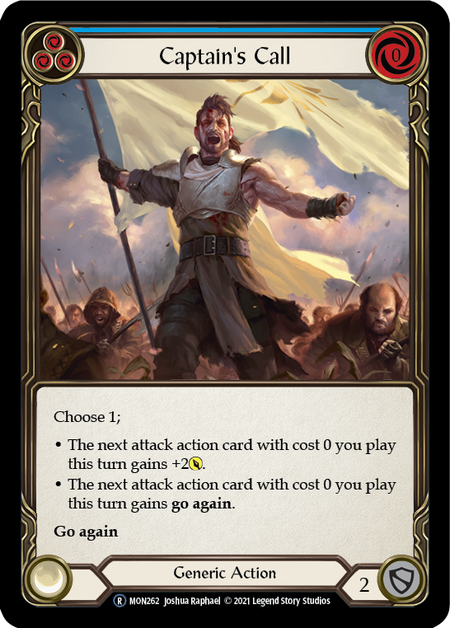 Captain's Call
0
Choose 1;
• The next attack action card with cost 0 you play
this turn gains +2.
• The next attack action card with cost 0 you play
this turn gains go again.
Go again
Generic Action
2
R MON262 Joshua Raphael © 2021 Legend Story Studios